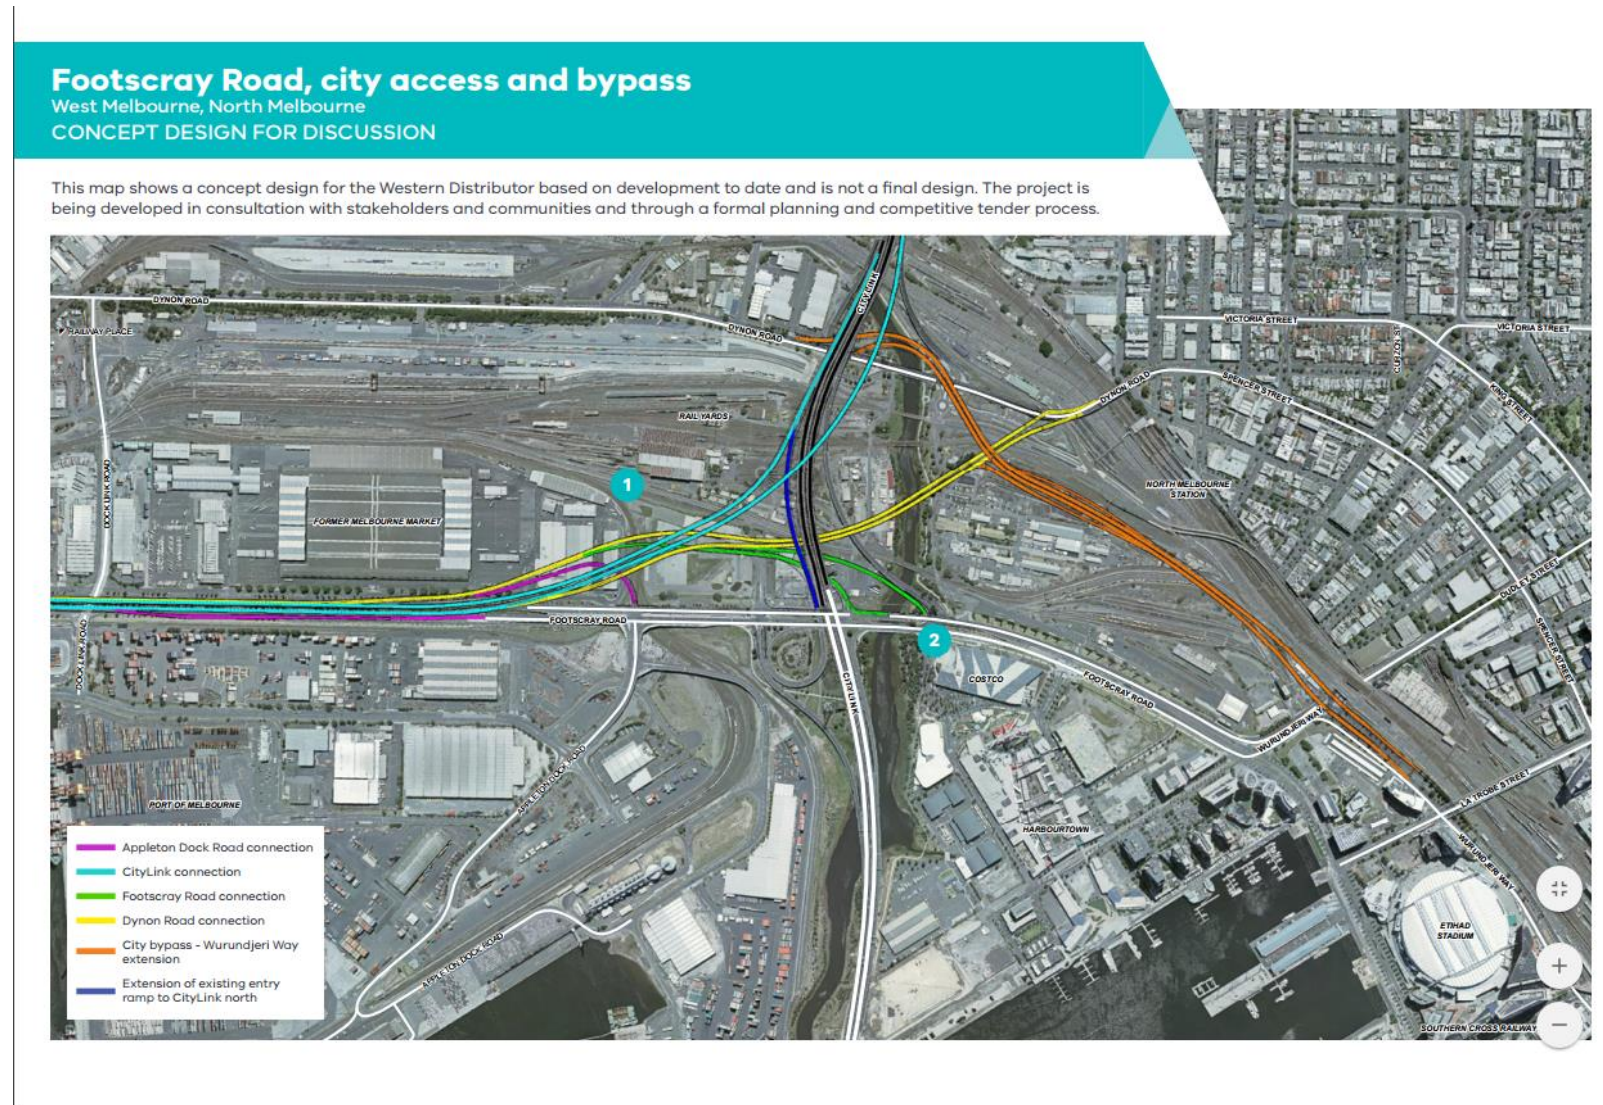 Footscray Road, city access and bypass
West Melbourne, North Melbourne
CONCEPT DESIGN FOR DISCUSSION
This map shows a concept design for the Western Distributor based on development to date and is not a final design. The project is
being developed in consultation with stakeholders and communities and through a formal planning and competitive tender process.
CITYLINK
DYNON ROAD
RAILWAY PLACE
DYNON ROAD
VICTORIA STREET
VICTORIA STREET
CURZON ST
DYNON ROAD
SPENCER STREET
KING STREET
RAIL YARDS
DOCK LINK ROAD
1
NORTH MELBOURNE
STATION
FORMER MELBOURNE MARKET
DUDLEY STREET
SPENCER STREET
FOOTSCRAY ROAD
2
DOCK LINK ROAD
CITYLINK
COSTCO
FOOTSCRAY ROAD
WURUNDJERI WAY
APPLETON DOCK ROAD
LA TROBE STREET
PORT OF MELBOURNE
HARBOURTOWN
WURUNDJERI WAY
Appleton Dock Road connection
CityLink connection
Footscray Road connection
Dynon Road connection
City bypass - Wurundjeri Way
extension
Extension of existing entry
ramp to CityLink north
APPLETON DOCK ROAD
ETIHAD
STADIUM
SOUTHERN CROSS RAILWAY